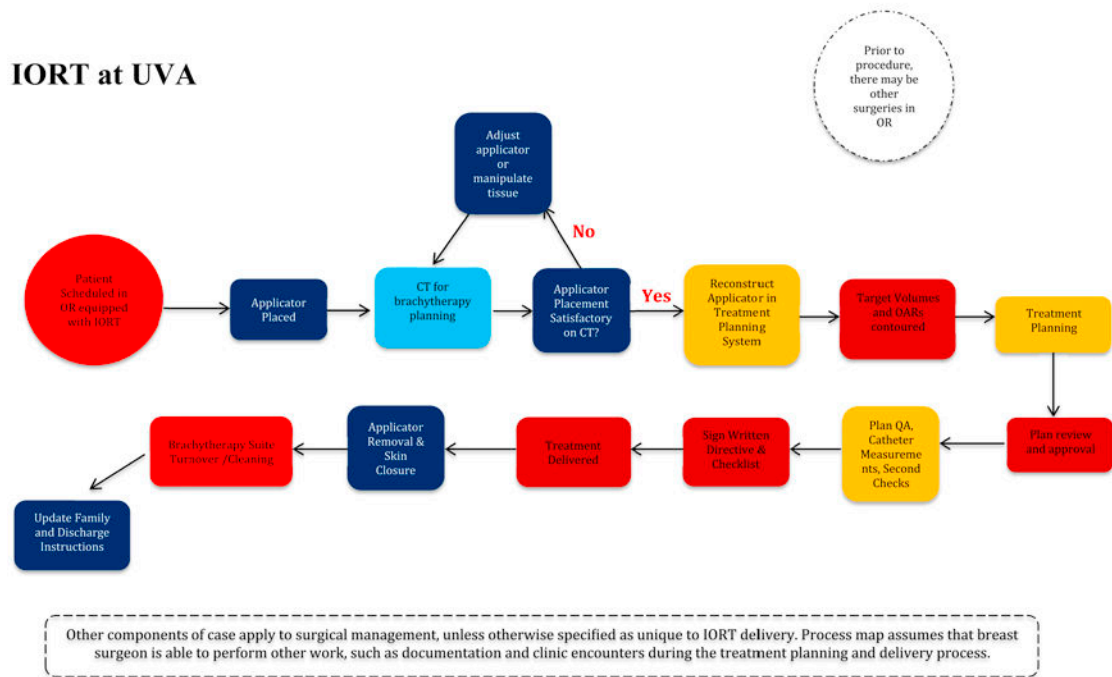 IORT at UVA
Prior to
procedure,
there may be
other
surgeries in
OR
Adjust
applicator
or
manipulate
tissue
No
Patient
Scheduled in
OR equipped
with IORT
Applicator
Placed
CT for
brachytherapy
planning
Applicator
Placement
Satisfactory
on CT?
Yes
Reconstruct
Applicator in
Treatment
Planning
System
Target Volumes
and OARs
contoured
Treatment
Planning
Plan review
and approval
Plan QA,
Catheter
Measureme
nts, Second
Checks
Sign Written
Directive &
Checklist
Treatment
Delivered
Applicator
Removal &
Skin
Closure
Brachytherapy Suite
Turnover /Cleaning
Update Family
and Discharge
Instructions
Other components of case apply to surgical management, unless otherwise specified as unique to IORT delivery. Process map assumes that breast
surgeon is able to perform other work, such as documentation and clinic encounters during the treatment planning and delivery process.